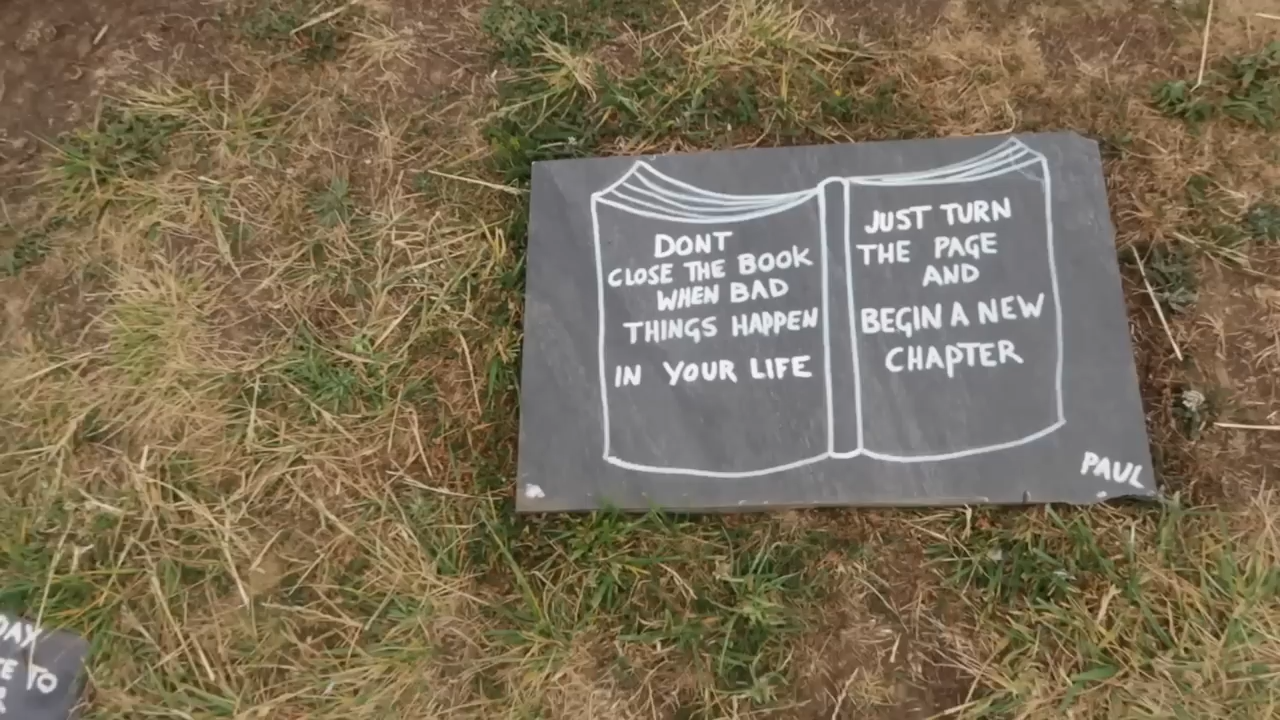 DONT
CLOSE THE BOOK
WHEN BAD
THINGS HAPPEN
IN YOUR LIFE
JUST TURN
THE PAGE
AND
BEGIN A NEW
CHAPTER
PAUL
TO